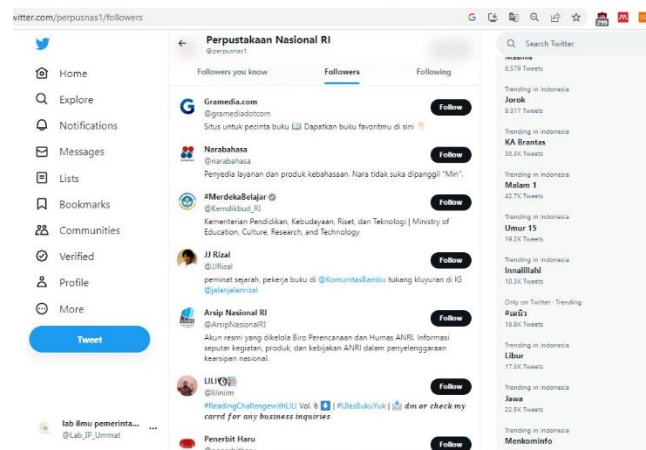 witter.com/perpusnas1/followers
Home
Explore
Notifications
Messages
Lists
Bookmarks
Communities
Verified
Profile
More
Tweet
lab ilmu pemerinta...
@Lab_IP_Ummat
Perpustakaan Nasional RI
@perpusnas1
Followers you know
Followers
Following
Gramedia.com
@gramediadotcom
Follow
Situs untuk pecinta buku Dapatkan buku favoritmu di sini
Narabahasa
@narabahasa
Follow
Penyedia layanan dan produk kebahasaan. Nara tidak suka dipanggil "Min".
#MerdekaBelajar
@Kemdikbud_RI
Follow
Kementerian Pendidikan, Kebudayaan, Riset, dan Teknologi | Ministry of
Education, Culture, Research, and Technology
JJ Rizal
@JJRizal
Follow
peminat sejarah, pekerja buku di @KomunitasBambu tukang kluyuran di IG
@jalanjalanrizal
Arsip Nasional RI
@ArsipNasionalRI
Follow
Akun resmi yang dikelola Biro Perencanaan dan Humas ANRI. Informasi
seputar kegiatan, produk, dan kebijakan ANRI dalam penyelenggaraan
kearsipan nasional.
LILI
@lilinim
Follow
#ReadingChallengewithLILI Vol. 6 | #UlasBukuYuk | dm or check my
carrd for any business inquiries
Penerbit Haru
Follow
Search Twitter
8.579 Tweets
Trending in Indonesia
Jorok
9.317 Tweets
Trending in Indonesia
KA Brantas
30.3K Tweets
Trending in Indonesia
Malam 1
42.7K Tweets
Trending in Indonesia
Umur 15
19.2K Tweets
Trending in Indonesia
Innalillahi
10.3K Tweets
Only on Twitter · Trending
19.8K Tweets
Trending in Indonesia
Libur
17.3K Tweets
Trending in Indonesia
Jawa
22.5K Tweets
Trending in Indonesia
Menkominfo